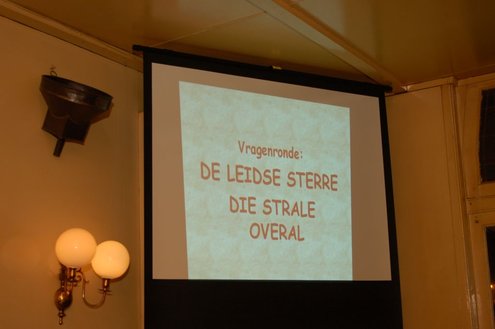 Vragenronde:
DE LEIDSE STERRE
DIE STRALE
OVERAL